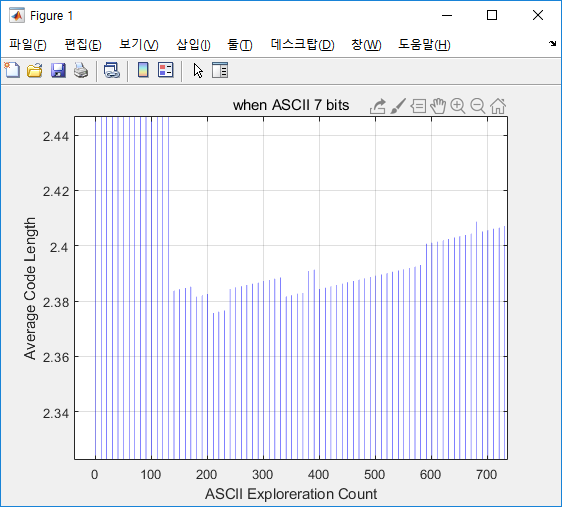 Figure 1
파일(F) 편집(E) 보기(V) 삽입(I) 툴(T) 데스크탑(D) 창(W) 도움말(H)
when ASCII 7 bits
2.44
2.42
2.4
2.38
2.36
2.34
Average Code Length
0 100 200 300 400 500 600 700
ASCII Exploreration Count